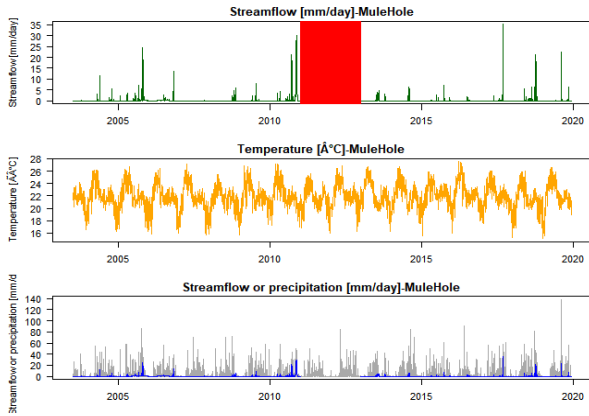 Streamflow [mm/day]-MuleHole
Streamflow [mm/day]
35
30
25
20
15
10
5
0
2005 2010 2015 2020
Temperature [Â°C]-MuleHole
Temperature [Â°C]
28
26
24
22
20
18
16
2005 2010 2015 2020
Streamflow or precipitation [mm/day]-MuleHole
Streamflow or precipitation [mm/d
140
120
100
80
60
40
20
0
2005 2010 2015 2020